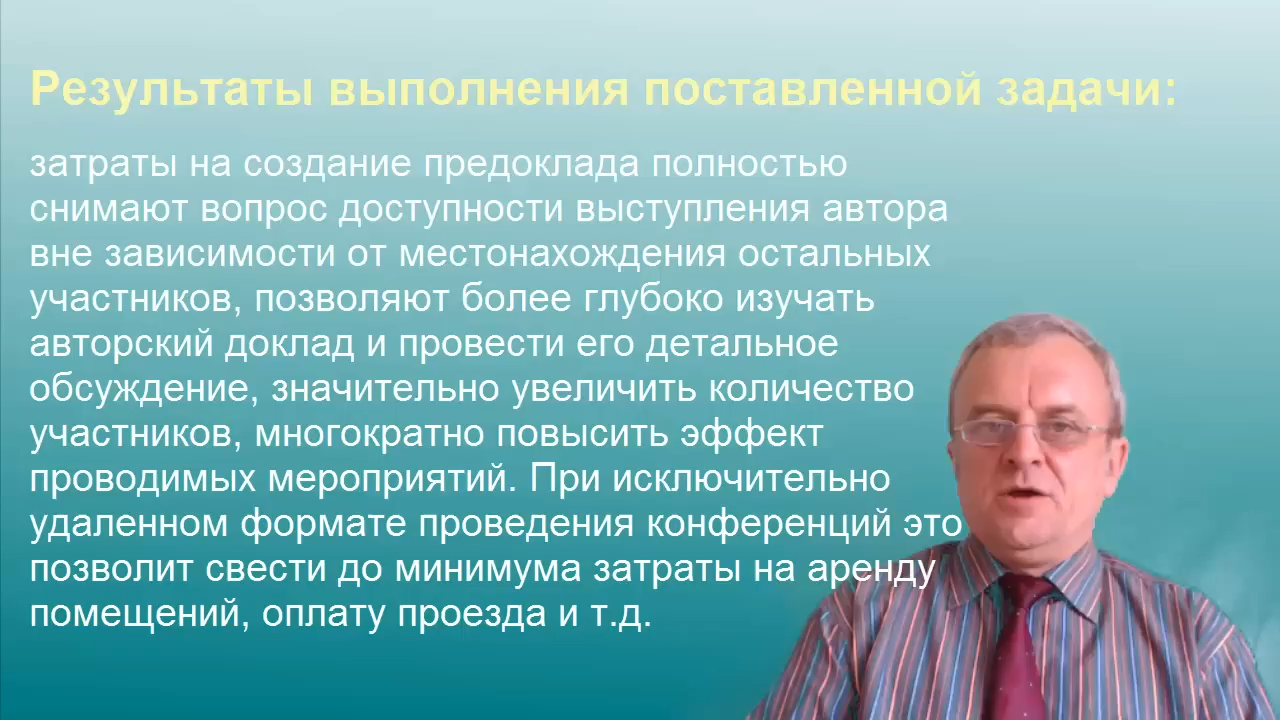 Результаты выполнения поставленной задачи:
затраты на создание предоклада полностью
снимают вопрос доступности выступления автора
вне зависимости от местонахождения остальных
участников, позволяют более глубоко изучать
авторский доклад и провести его детальное
обсуждение, значительно увеличить количество
участников, многократно повысить эффект
проводимых мероприятий. При исключительно
удаленном формате проведения конференций это
позволит свести до минимума затраты на аренду
помещений, оплату проезда и т.д.